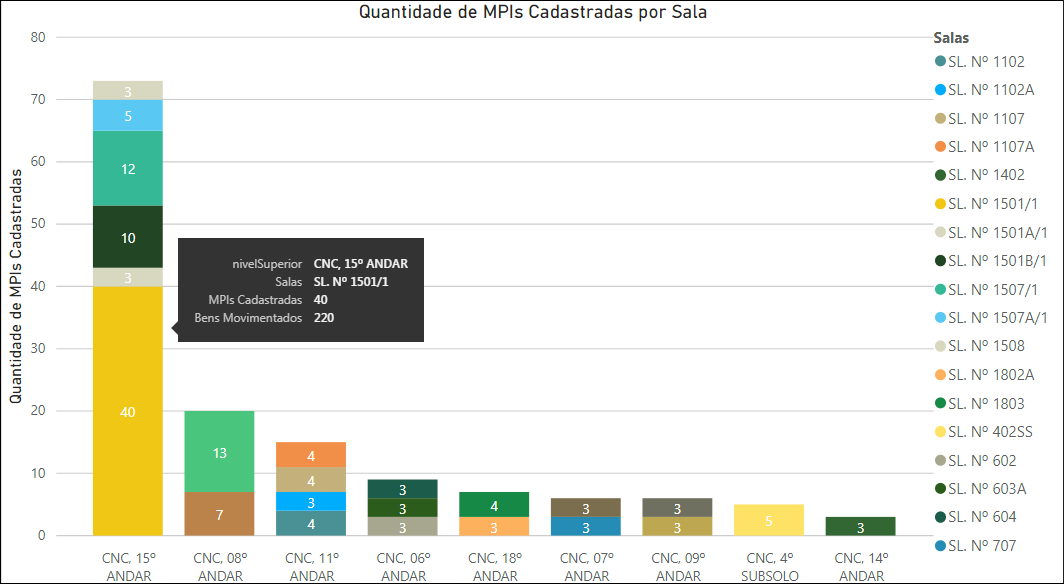 Quantidade de MPIs Cadastradas por Sala
Quantidade de MPIs Cadastradas
80
70
60
50
40
30
20
10
0
3
5
12
10
3
40
13
7
4
4
3
4
3
3
3
4
3
3
3
3
3
5
3
nivelSuperior CNC, 15º ANDAR
Salas SL. Nº 1501/1
MPIs Cadastradas 40
Bens Movimentados 220
CNC, 15º
ANDAR
CNC, 08º
ANDAR
CNC, 11º
ANDAR
CNC, 06º
ANDAR
CNC, 18º
ANDAR
CNC, 07º
ANDAR
CNC, 09º
ANDAR
CNC, 4º
SUBSOLO
CNC, 14º
ANDAR
Salas
SL. Nº 1102
SL. Nº 1102A
SL. Nº 1107
SL. Nº 1107A
SL. Nº 1402
SL. Nº 1501/1
SL. Nº 1501A/1
SL. Nº 1501B/1
SL. Nº 1507/1
SL. Nº 1507A/1
SL. Nº 1508
SL. Nº 1802A
SL. Nº 1803
SL. Nº 402SS
SL. Nº 602
SL. Nº 603A
SL. Nº 604
SL. Nº 707